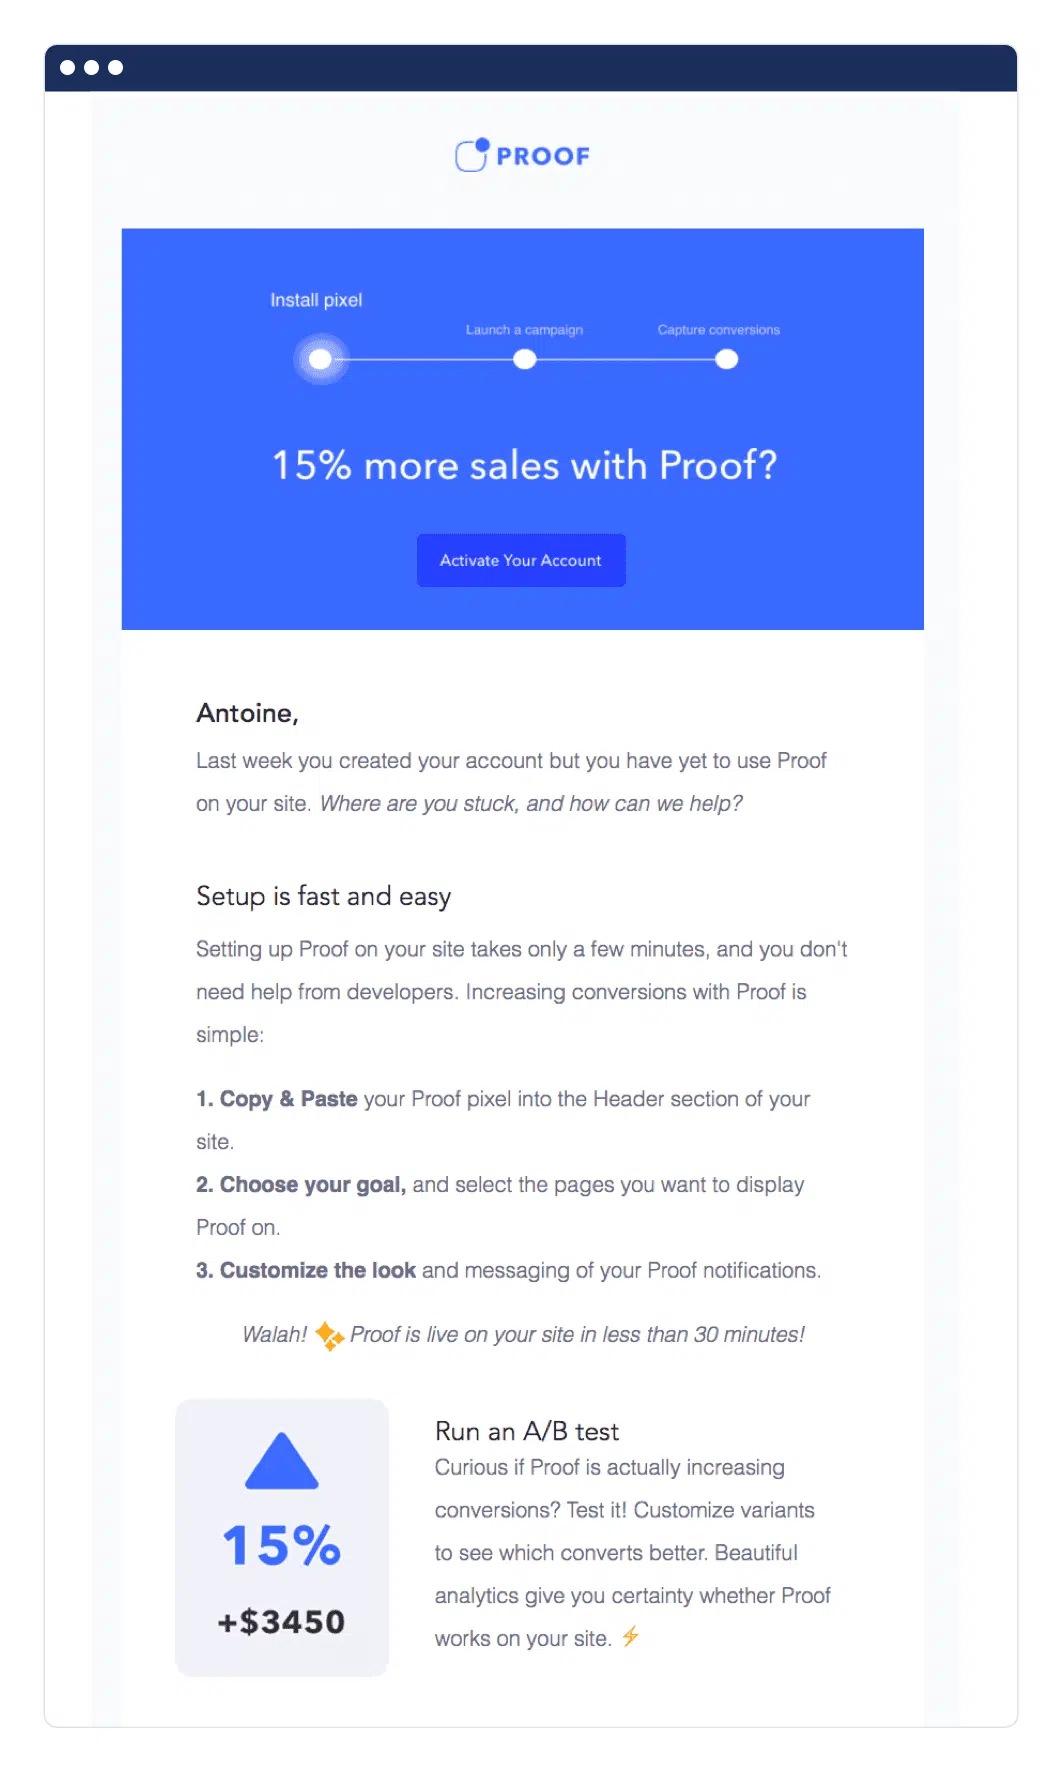 PROOF
Install pixel
Launch a campaign
Capture conversions
15% more sales with Proof?
Activate Your Account
Antoine,
Last week you created your account but you have yet to use Proof
on your site. Where are you stuck, and how can we help?
Setup is fast and easy
Setting up Proof on your site takes only a few minutes, and you don't
need help from developers. Increasing conversions with Proof is
simple:
1. Copy & Paste your Proof pixel into the Header section of your
site.
2. Choose your goal, and select the pages you want to display
Proof on.
3. Customize the look and messaging of your Proof notifications.
Walah! ✨ Proof is live on your site in less than 30 minutes!
15%
+$3450
Run an A/B test
Curious if Proof is actually increasing
conversions? Test it! Customize variants
to see which converts better. Beautiful
analytics give you certainty whether Proof
works on your site. ⚡